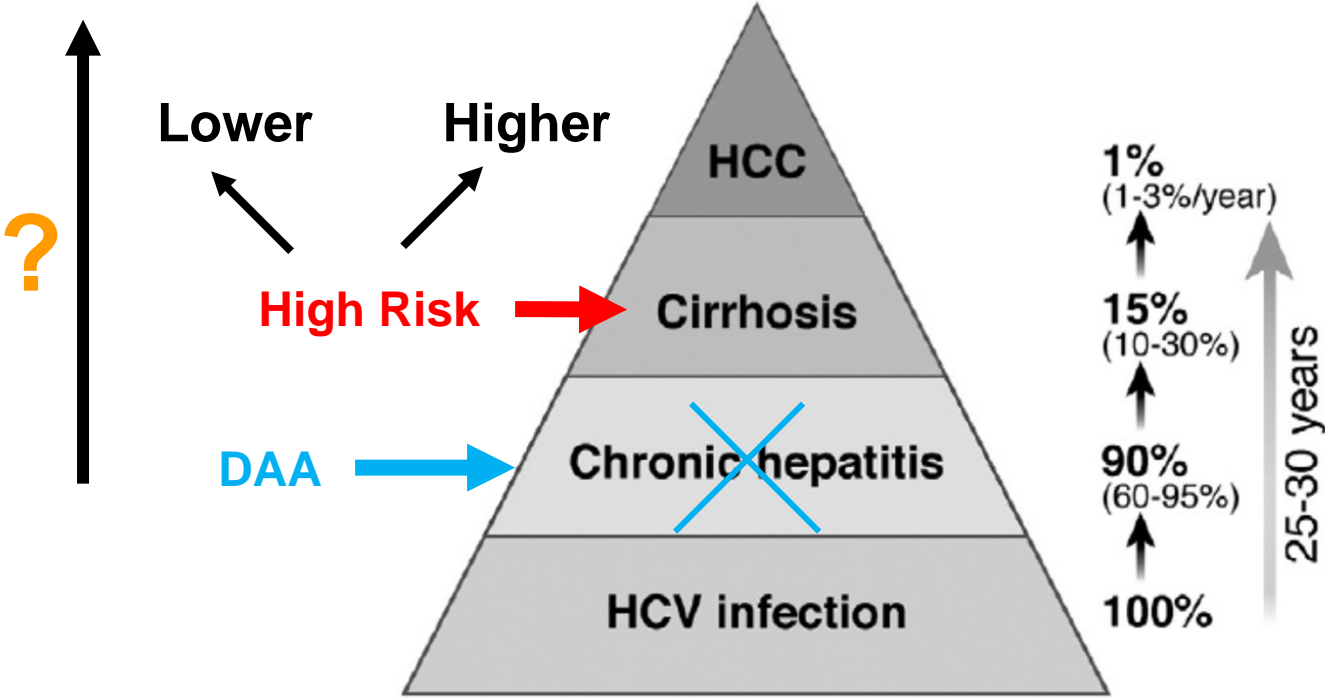 Lower
Higher
HCC
1%
(1-3%/year)
?
High Risk
Cirrhosis
15%
(10-30%)
DAA
Chronic hepatitis
90%
(60-95%)
HCV infection
100%
25-30 years